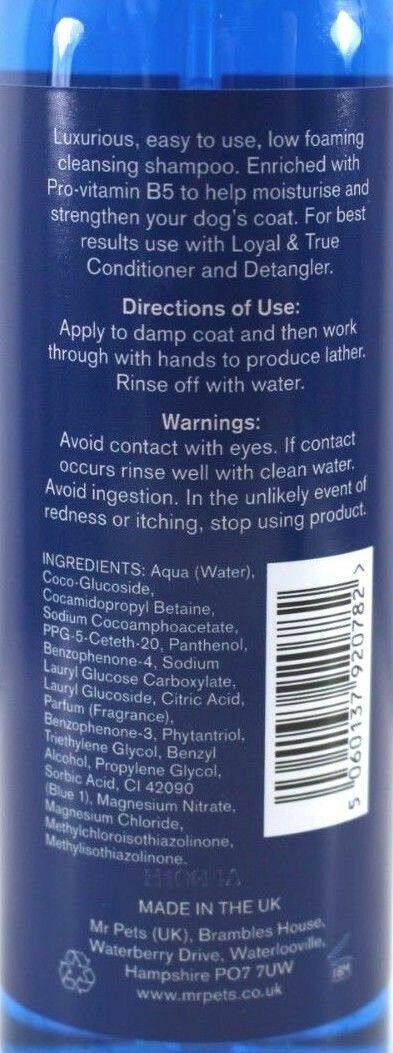 Luxurious, easy to use, low foaming
cleansing shampoo. Enriched with
Pro-vitamin B5 to help moisturise and
strengthen your dog's coat. For best
results use with Loyal & True
Conditioner and Detangler.
Directions of Use:
Apply to damp coat and then work
through with hands to produce lather.
Rinse off with water.
Warnings:
Avoid contact with eyes. If contact
occurs rinse well with clean water.
Avoid ingestion. In the unlikely event of
redness or itching, stop using product.
INGREDIENTS: Aqua (Water),
Coco-Glucoside,
Cocamidopropyl Betaine,
Sodium Cocoamphoacetate,
PPG-5-Ceteth-20, Panthenol,
Benzophenone-4, Sodium
Lauryl Glucose Carboxylate,
Lauryl Glucoside, Citric Acid,
Parfum (Fragrance),
Benzophenone-3, Phytantriol,
Triethylene Glycol, Benzyl
Alcohol, Propylene Glycol,
Sorbic Acid, CI 42090
(Blue 1), Magnesium Nitrate,
Magnesium Chloride,
Methylchloroisothiazolinone,
Methylisothiazolinone.
5 060137 920782 >
MADE IN THE UK
Mr Pets (UK), Brambles House,
Waterberry Drive, Waterlooville,
Hampshire PO7 7UW
www.mrpets.co.uk